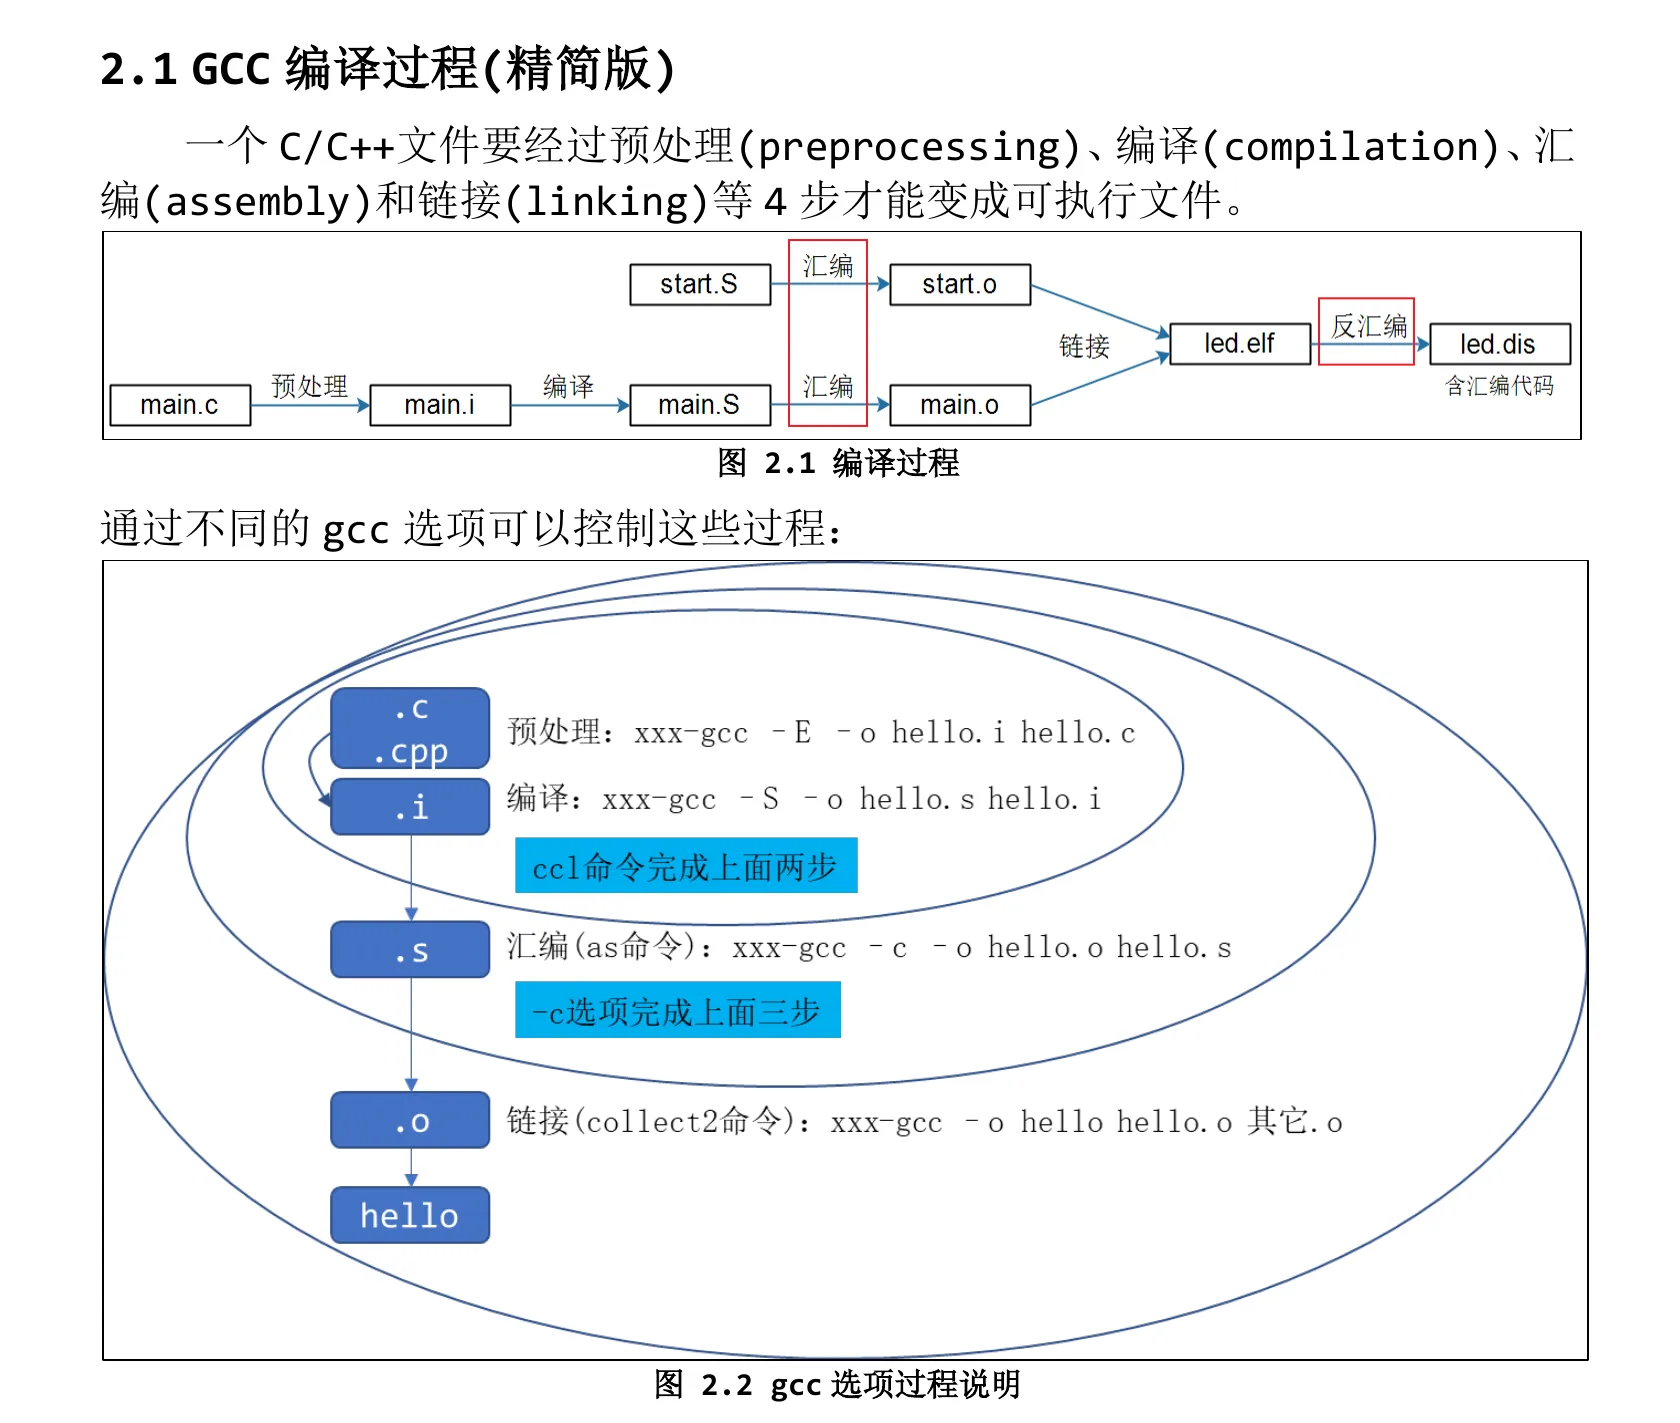 2.1 GCC 编译过程(精简版)
一个 C/C++文件要经过预处理(preprocessing)、编译(compilation)、汇
编(assembly)和链接(linking)等 4 步才能变成可执行文件。
start.S
汇编
start.o
链接
led.elf
反汇编
led.dis
含汇编代码
main.c
预处理
main.i
编译
main.S
汇编
main.o
图 2.1 编译过程
通过不同的 gcc 选项可以控制这些过程:
.c
.cpp
预处理: xxx-gcc –E –o hello.i hello.c
.i
编译: xxx-gcc –S –o hello.s hello.i
ccl命令完成上面两步
.s
汇编(as命令): xxx-gcc –c –o hello.o hello.s
-c选项完成上面三步
.o
链接(collect2命令): xxx-gcc –o hello hello.o 其它.o
hello
图 2.2 gcc 选项过程说明